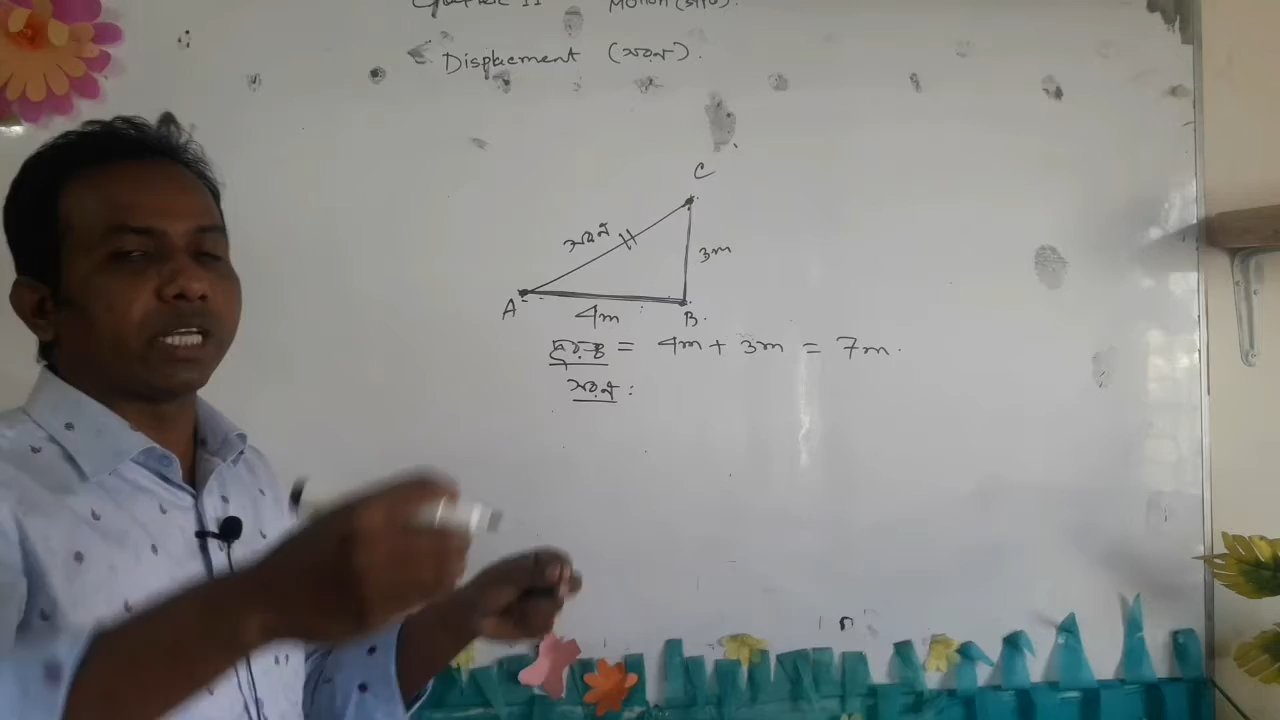 Displacement (সরণ).
C
সরণ
3m
A
4m
B.
দূরত্ব = 4m + 3m = 7m.
সরণ :